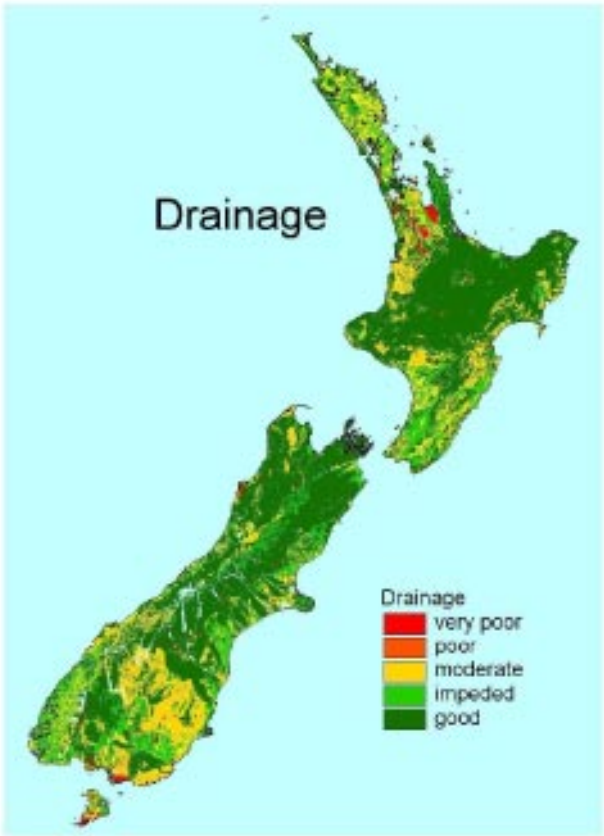 Drainage
Drainage
very poor
poor
moderate
impeded
good